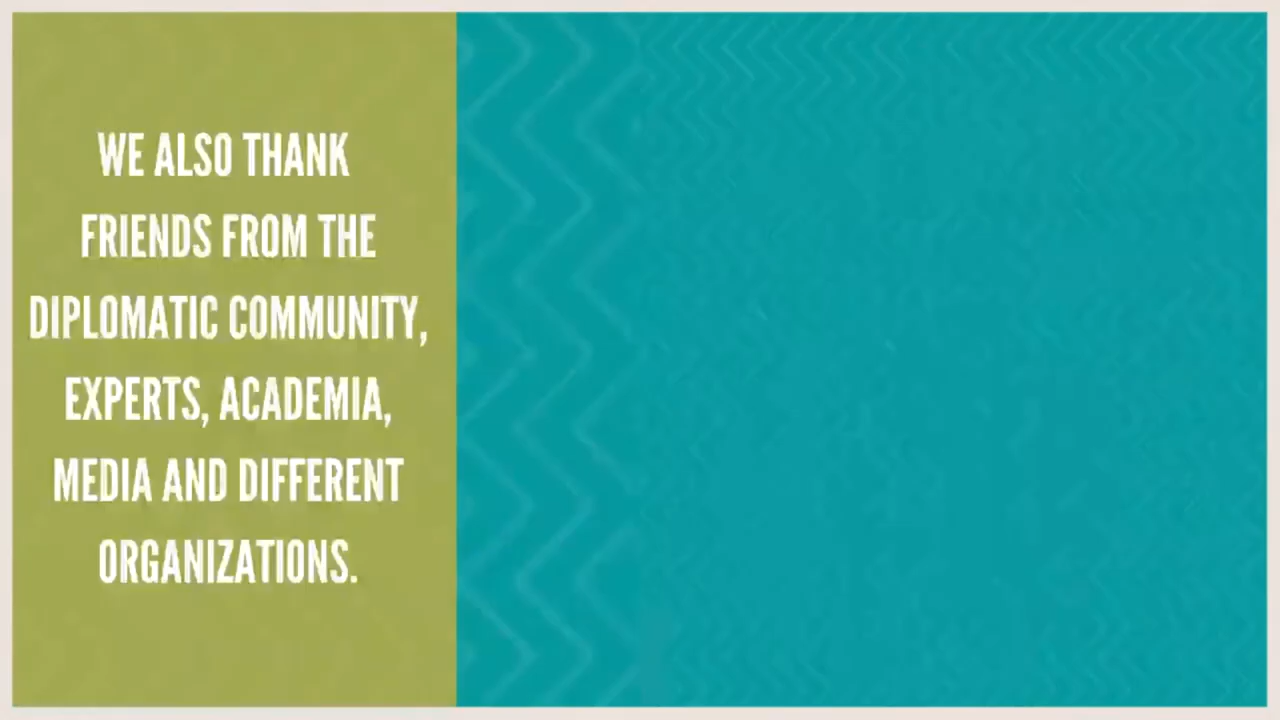 WE ALSO THANK
FRIENDS FROM THE
DIPLOMATIC COMMUNITY,
EXPERTS, ACADEMIA,
MEDIA AND DIFFERENT
ORGANIZATIONS.